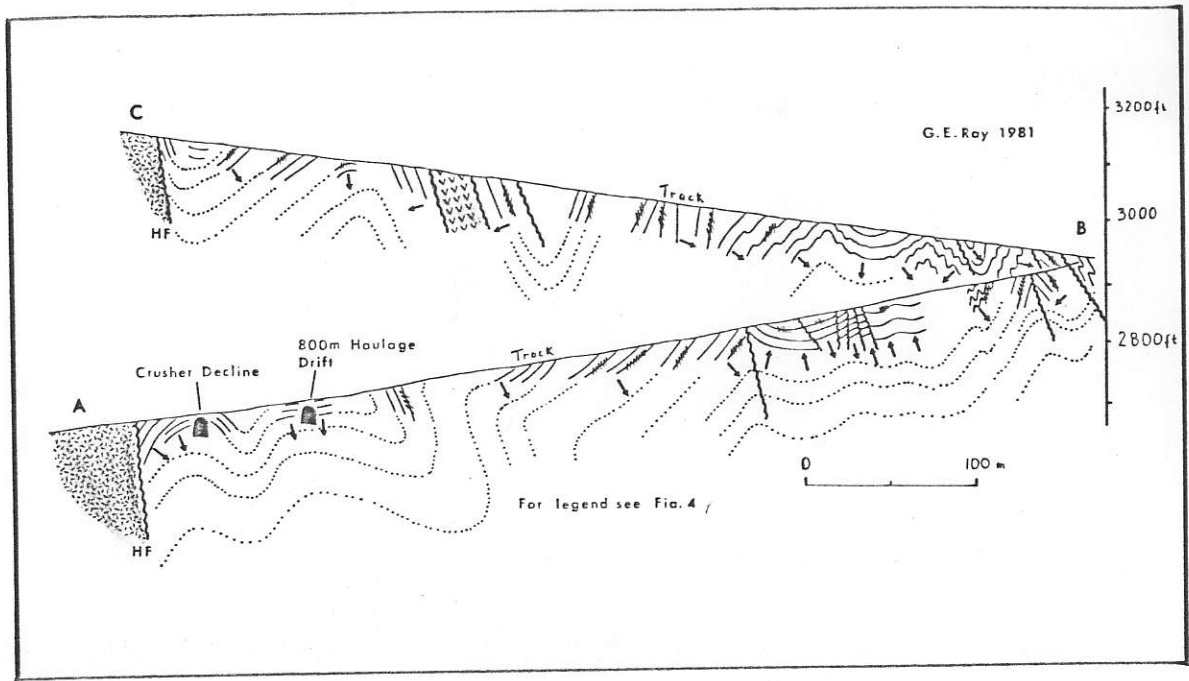 C
3200ft
G.E.Ray 1981
Track
3000
B
HF
800m Haulage
Drift
Crusher Decline
Track
2800ft
A
0
100 m
For legend see Fig.4
HF